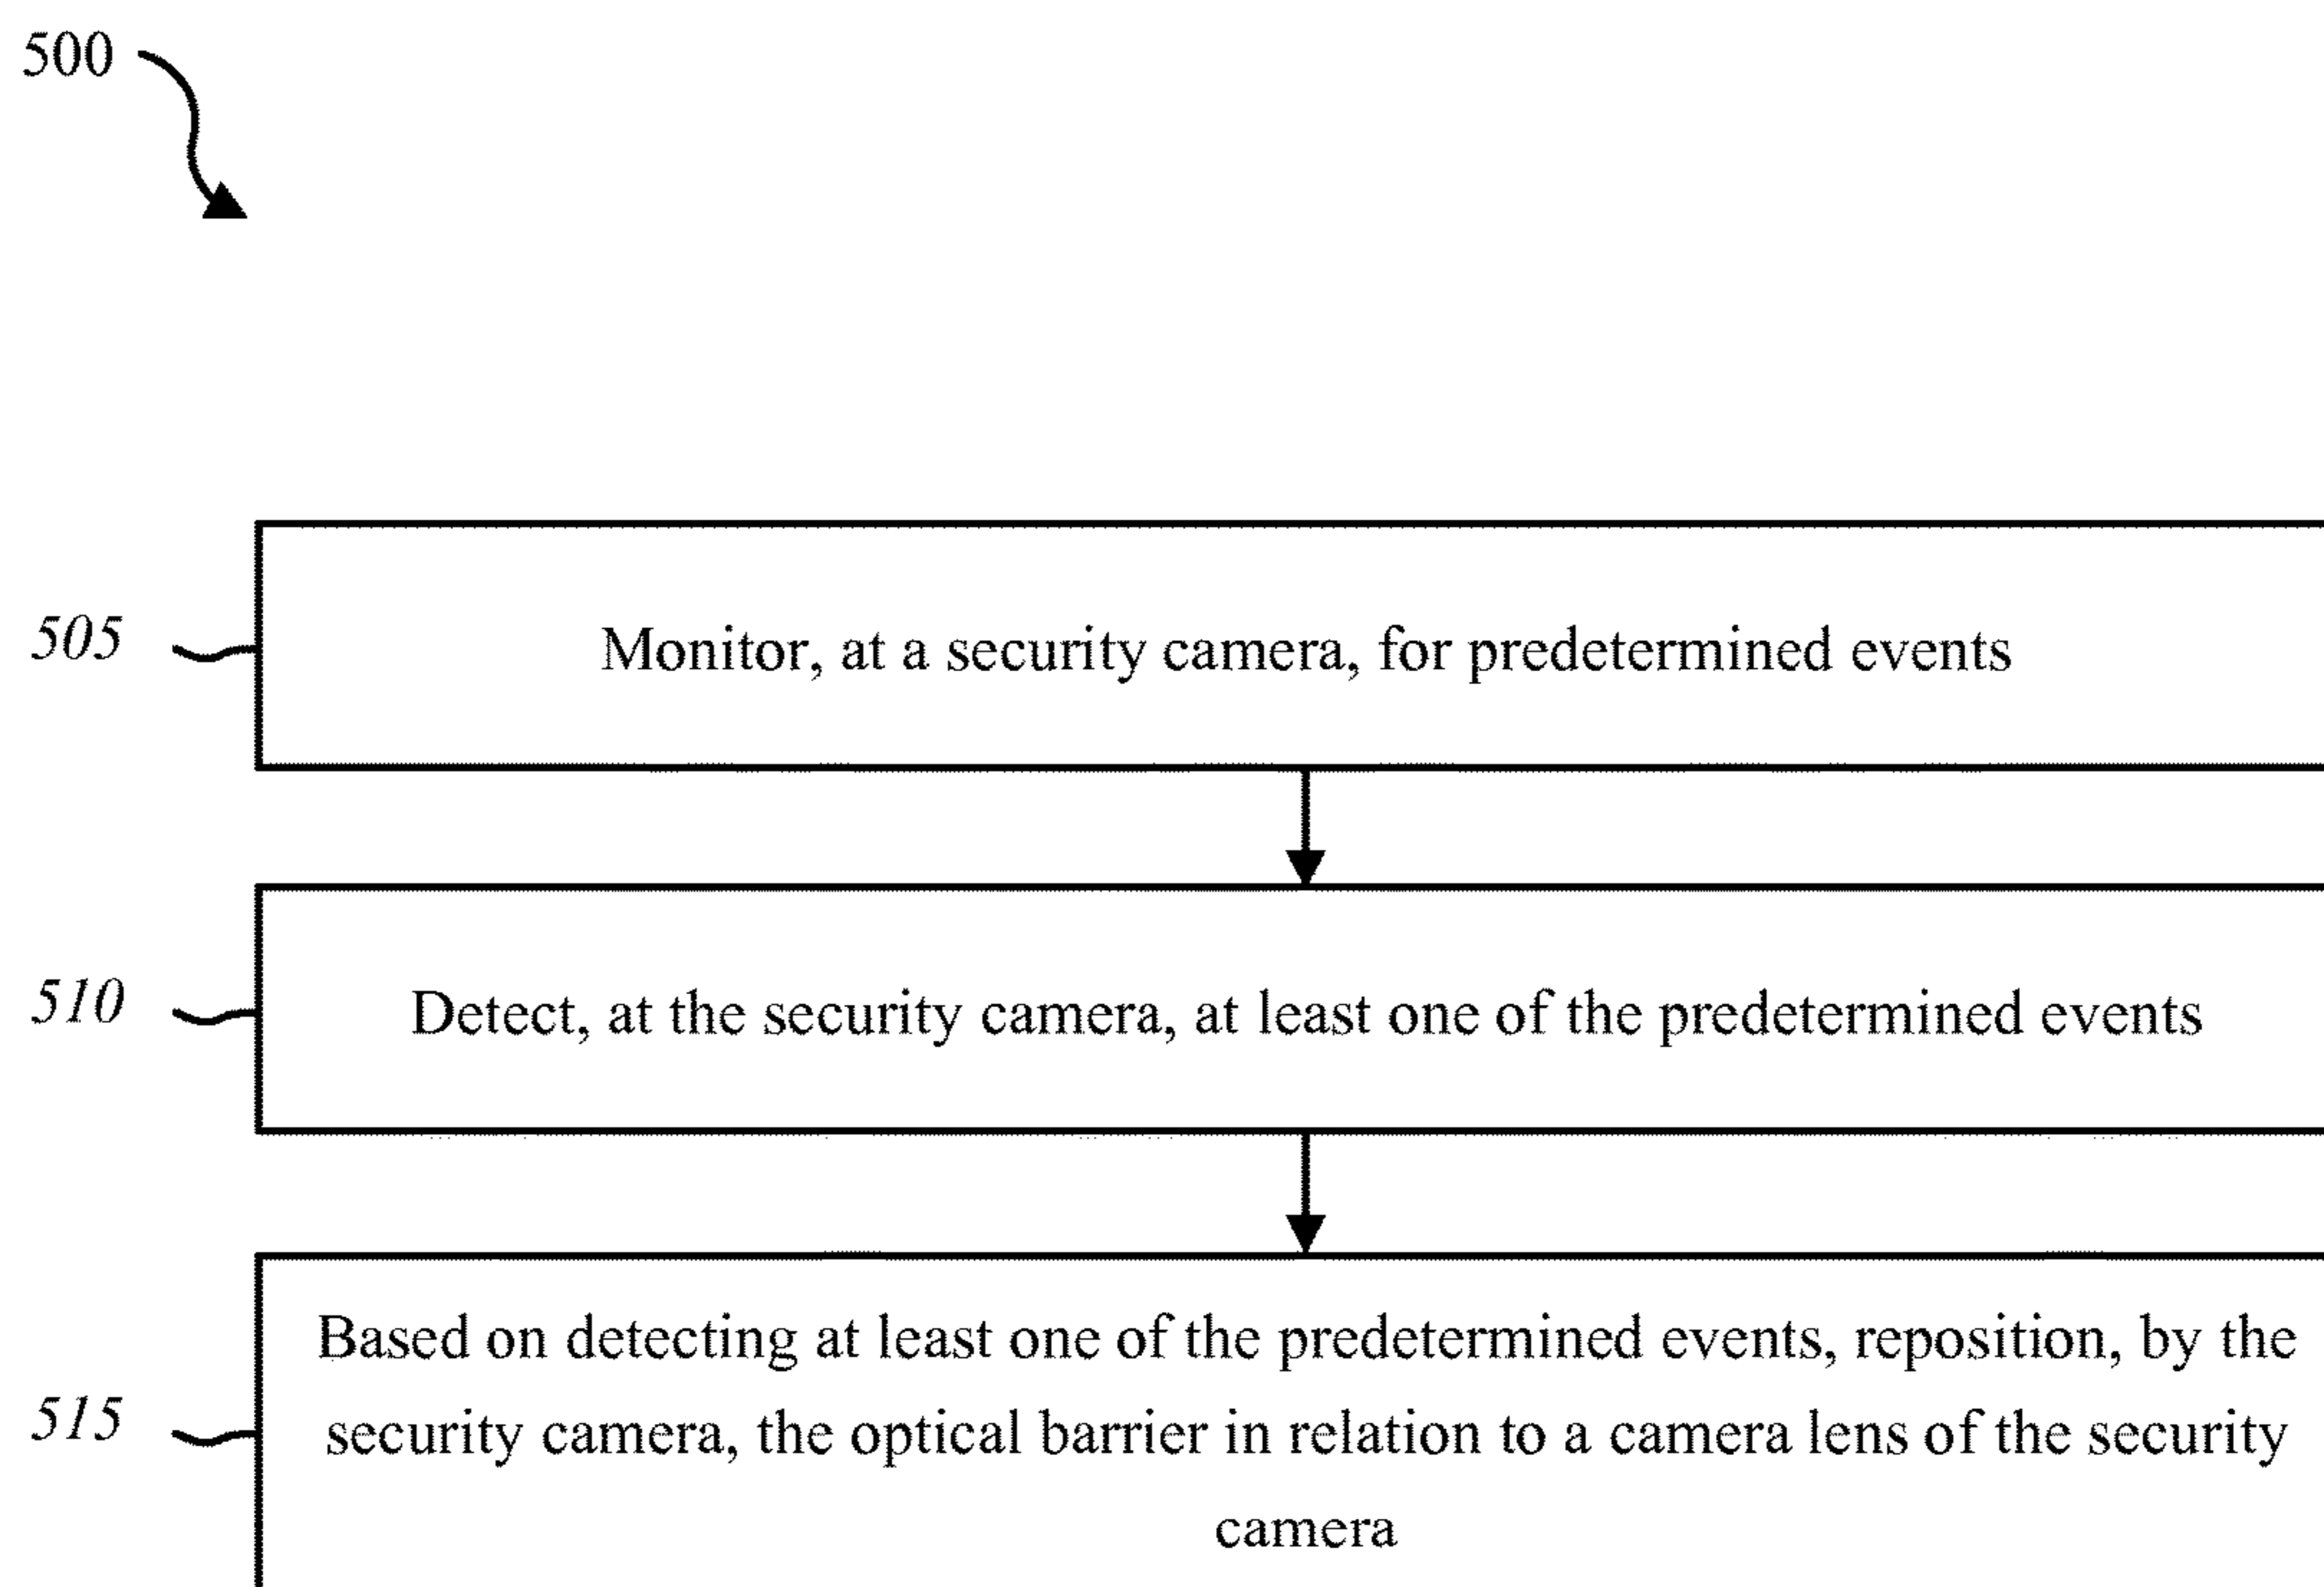 500
505
Monitor, at a security camera, for predetermined events
510
Detect, at the security camera, at least one of the predetermined events
515
Based on detecting at least one of the predetermined events, reposition, by the
security camera, the optical barrier in relation to a camera lens of the security
camera